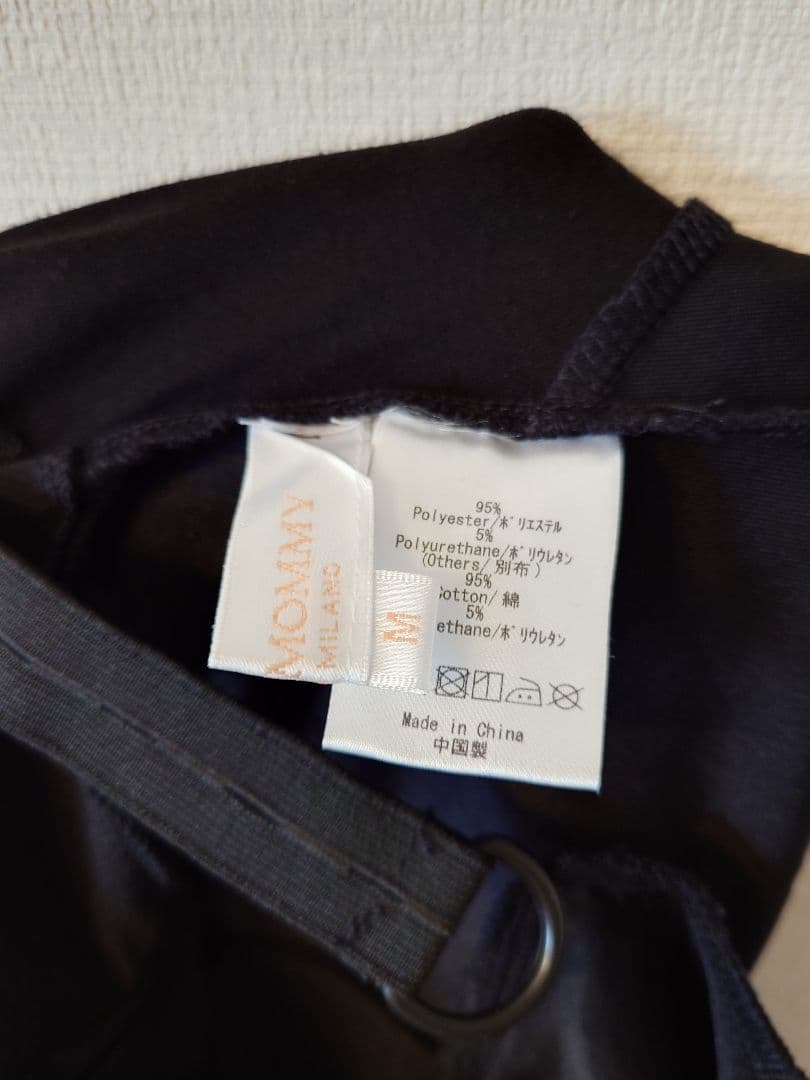 MOMMY
MILANO
M
95%
Polyester/ポリエステル
5%
Polyurethane/ポリウレタン
(Others/別布)
95%
otton/綿
5%
ethane/ポリウレタン
Made in China
中国製